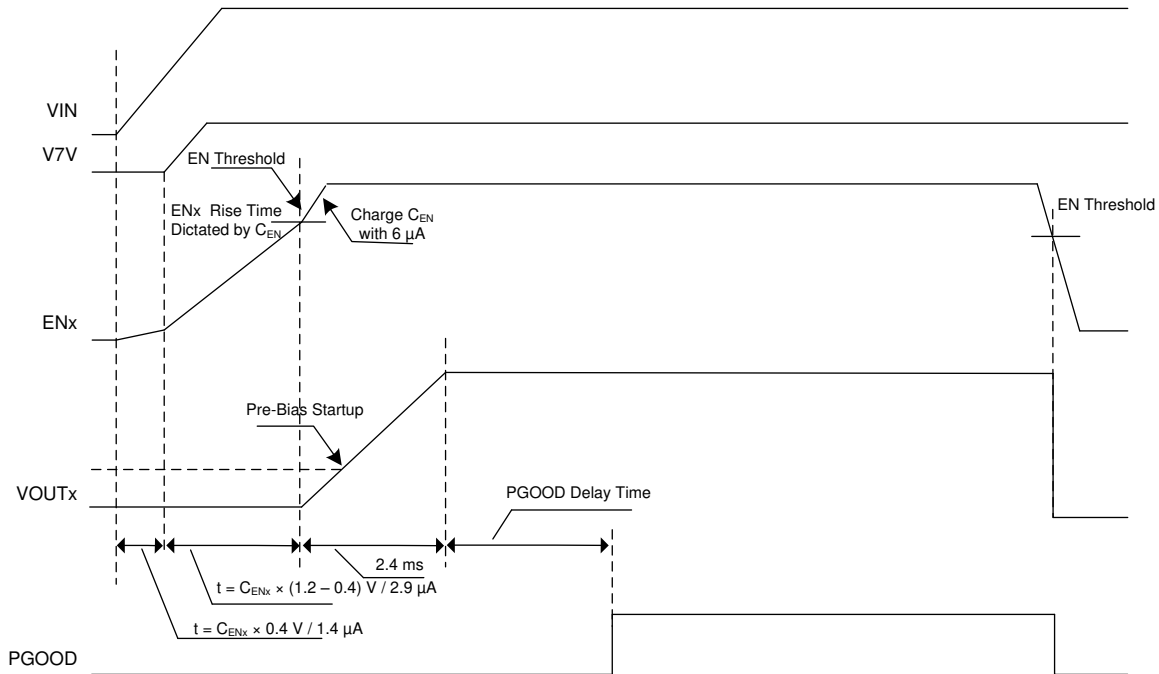 VIN
V7V
EN Threshold
ENx Rise Time
Dictated by CEN
Charge CEN
with 6 µA
EN Threshold
ENx
Pre-Bias Startup
VOUTx
PGOOD Delay Time
2.4 ms
t = CENx × (1.2 – 0.4) V / 2.9 µA
t = CENx × 0.4 V / 1.4 µA
PGOOD